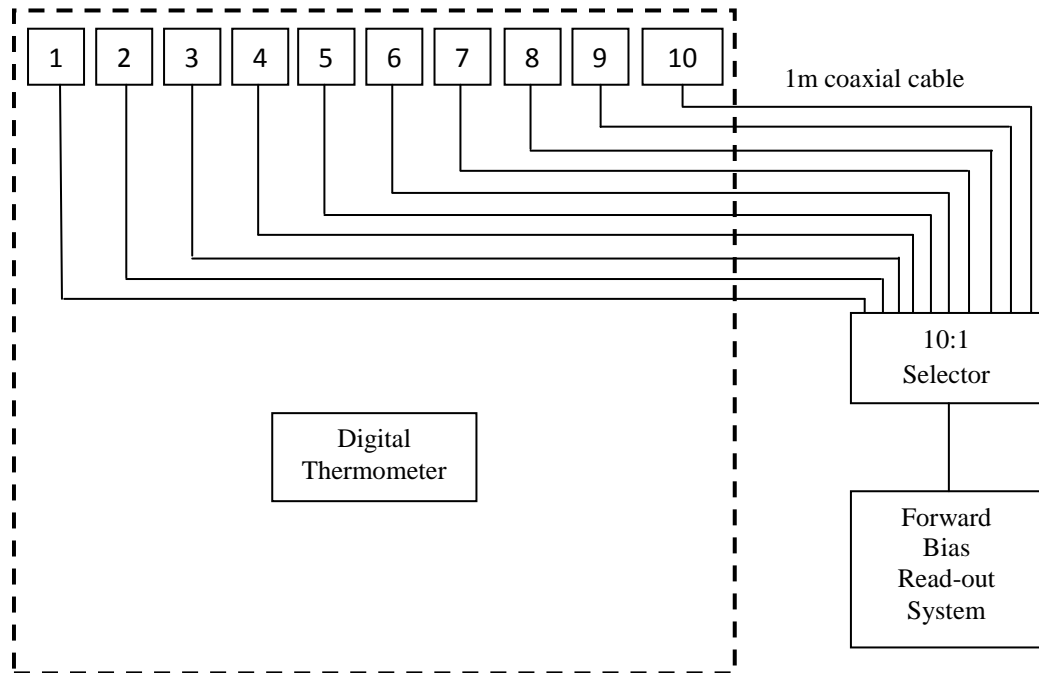 1 2 3 4 5 6 7 8 9 10
1m coaxial cable
10:1
Selector
Digital
Thermometer
Forward
Bias
Read-out
System